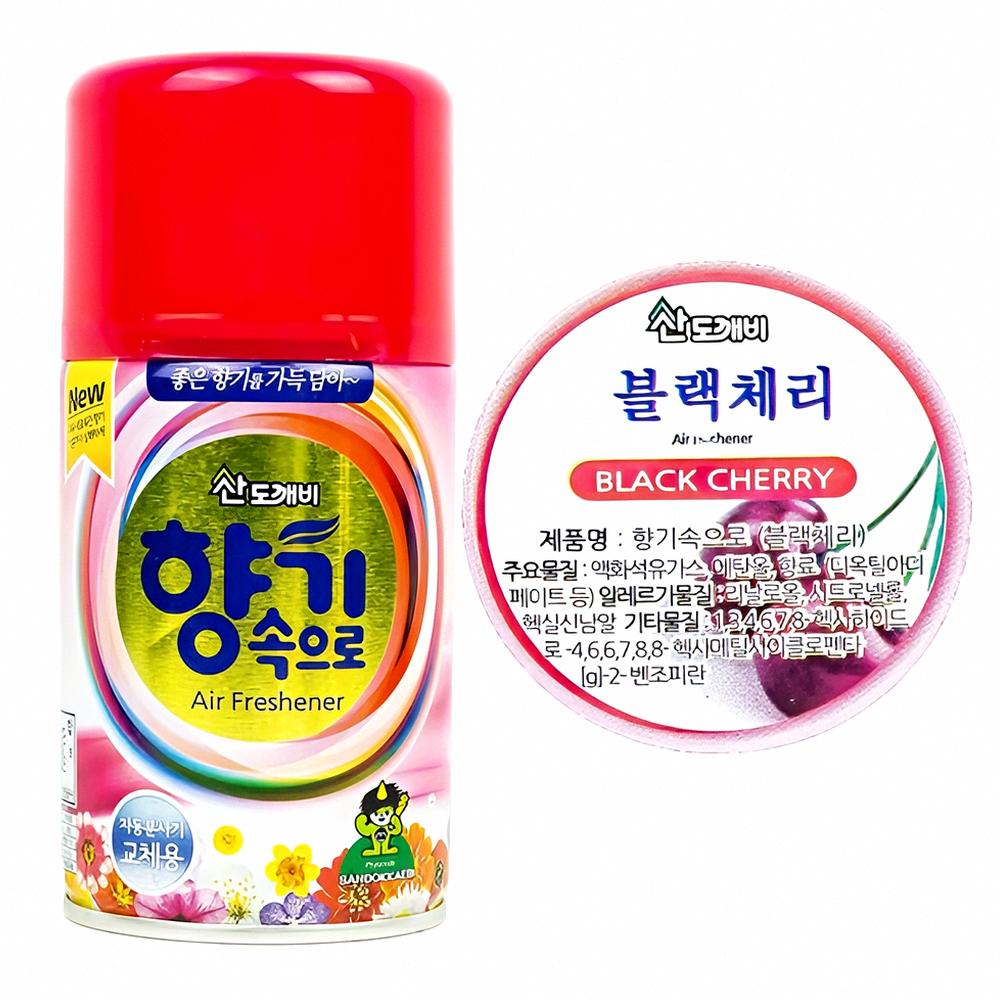 좋은 향기를 가득 담아~
New
산도깨비
향기
속으로
Air Freshener
자동분사기
교체용
SANDOKKAEBI
산도깨비
블랙체리
Air
BLACK CHERRY
제품명 : 향기속으로 (블랙체리)
주요물질 : 액화석유가스, 에탄올, 향료, (디옥틸아디
페이트 등) 알레르기물질 : 리날로올, 시트로넬올,
헥실신남알 기타물질 : 1,3,4,6,7,8-헥사하이드
로-4,6,6,7,8,8-헥사메틸사이클로펜타
[g]-2-벤조피란